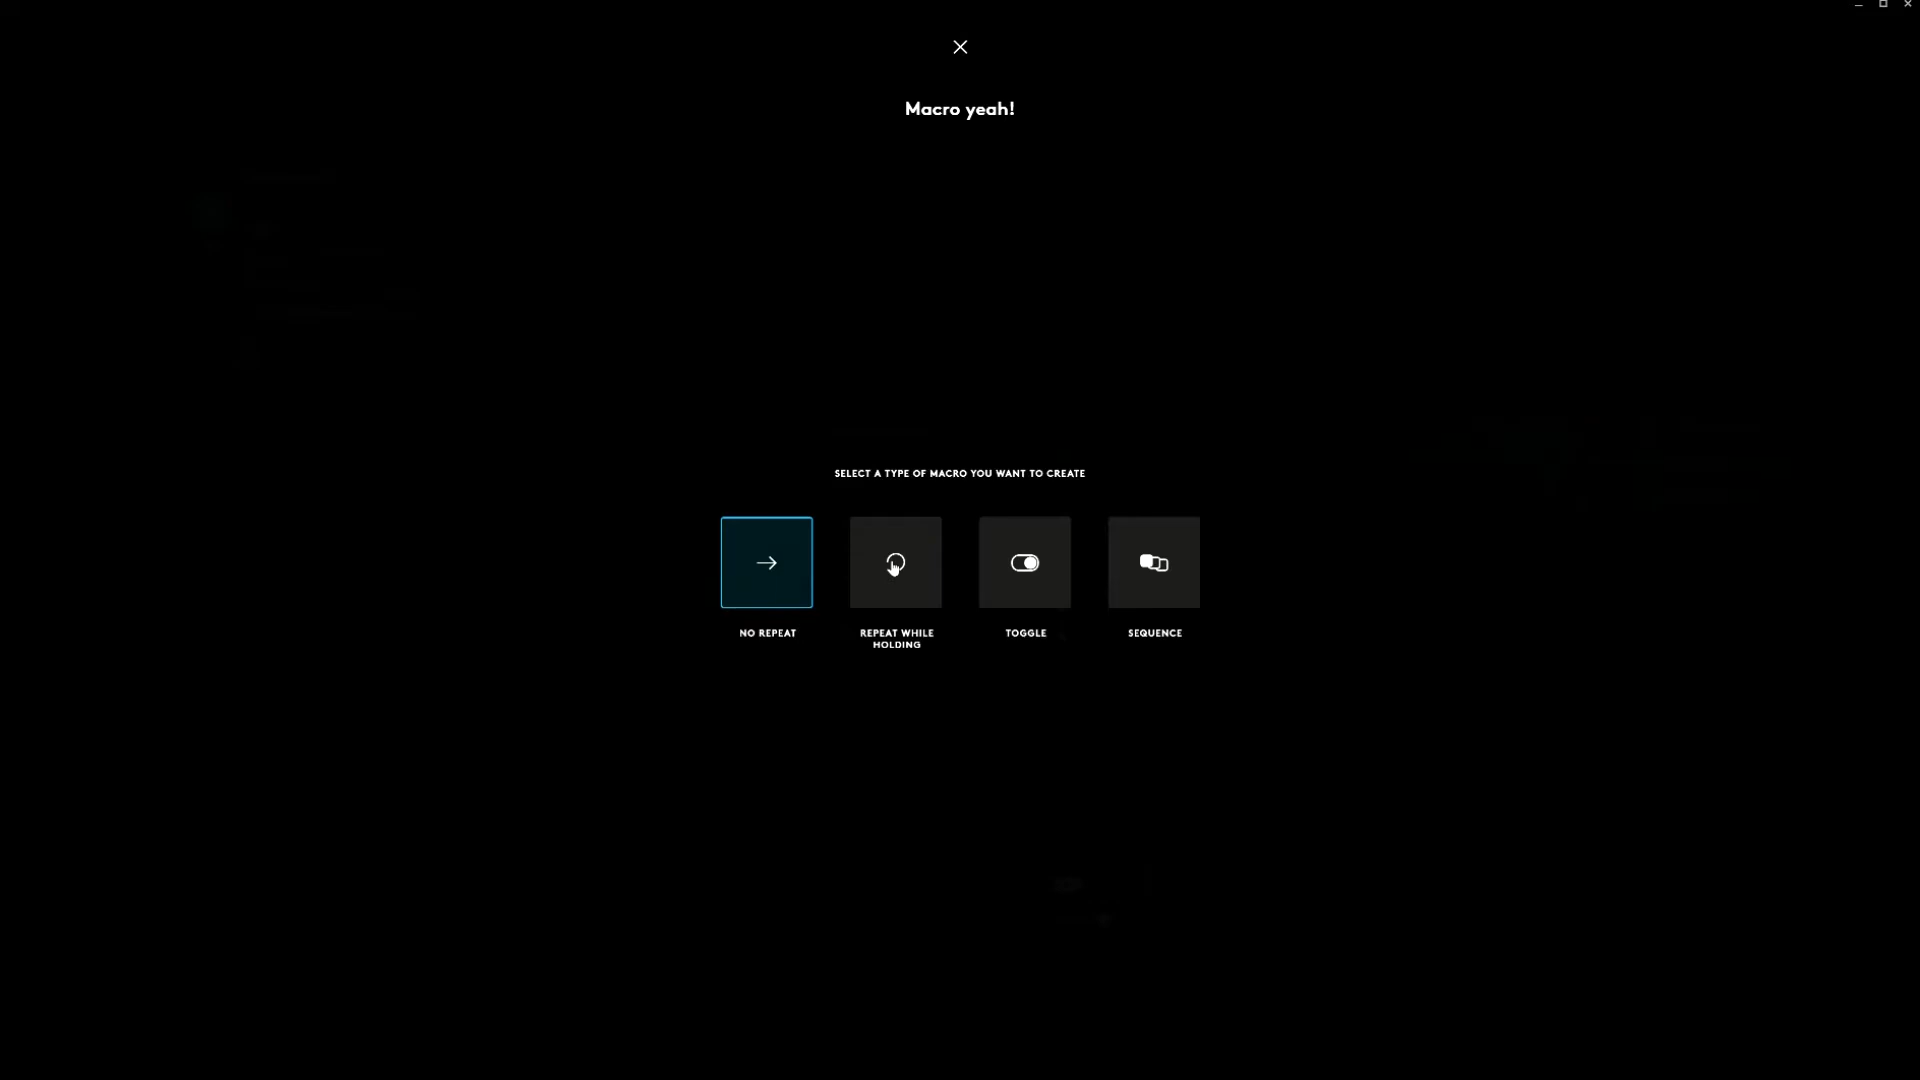 Macro yeah!
SELECT A TYPE OF MACRO YOU WANT TO CREATE
NO REPEAT
REPEAT WHILE
HOLDING
TOGGLE
SEQUENCE